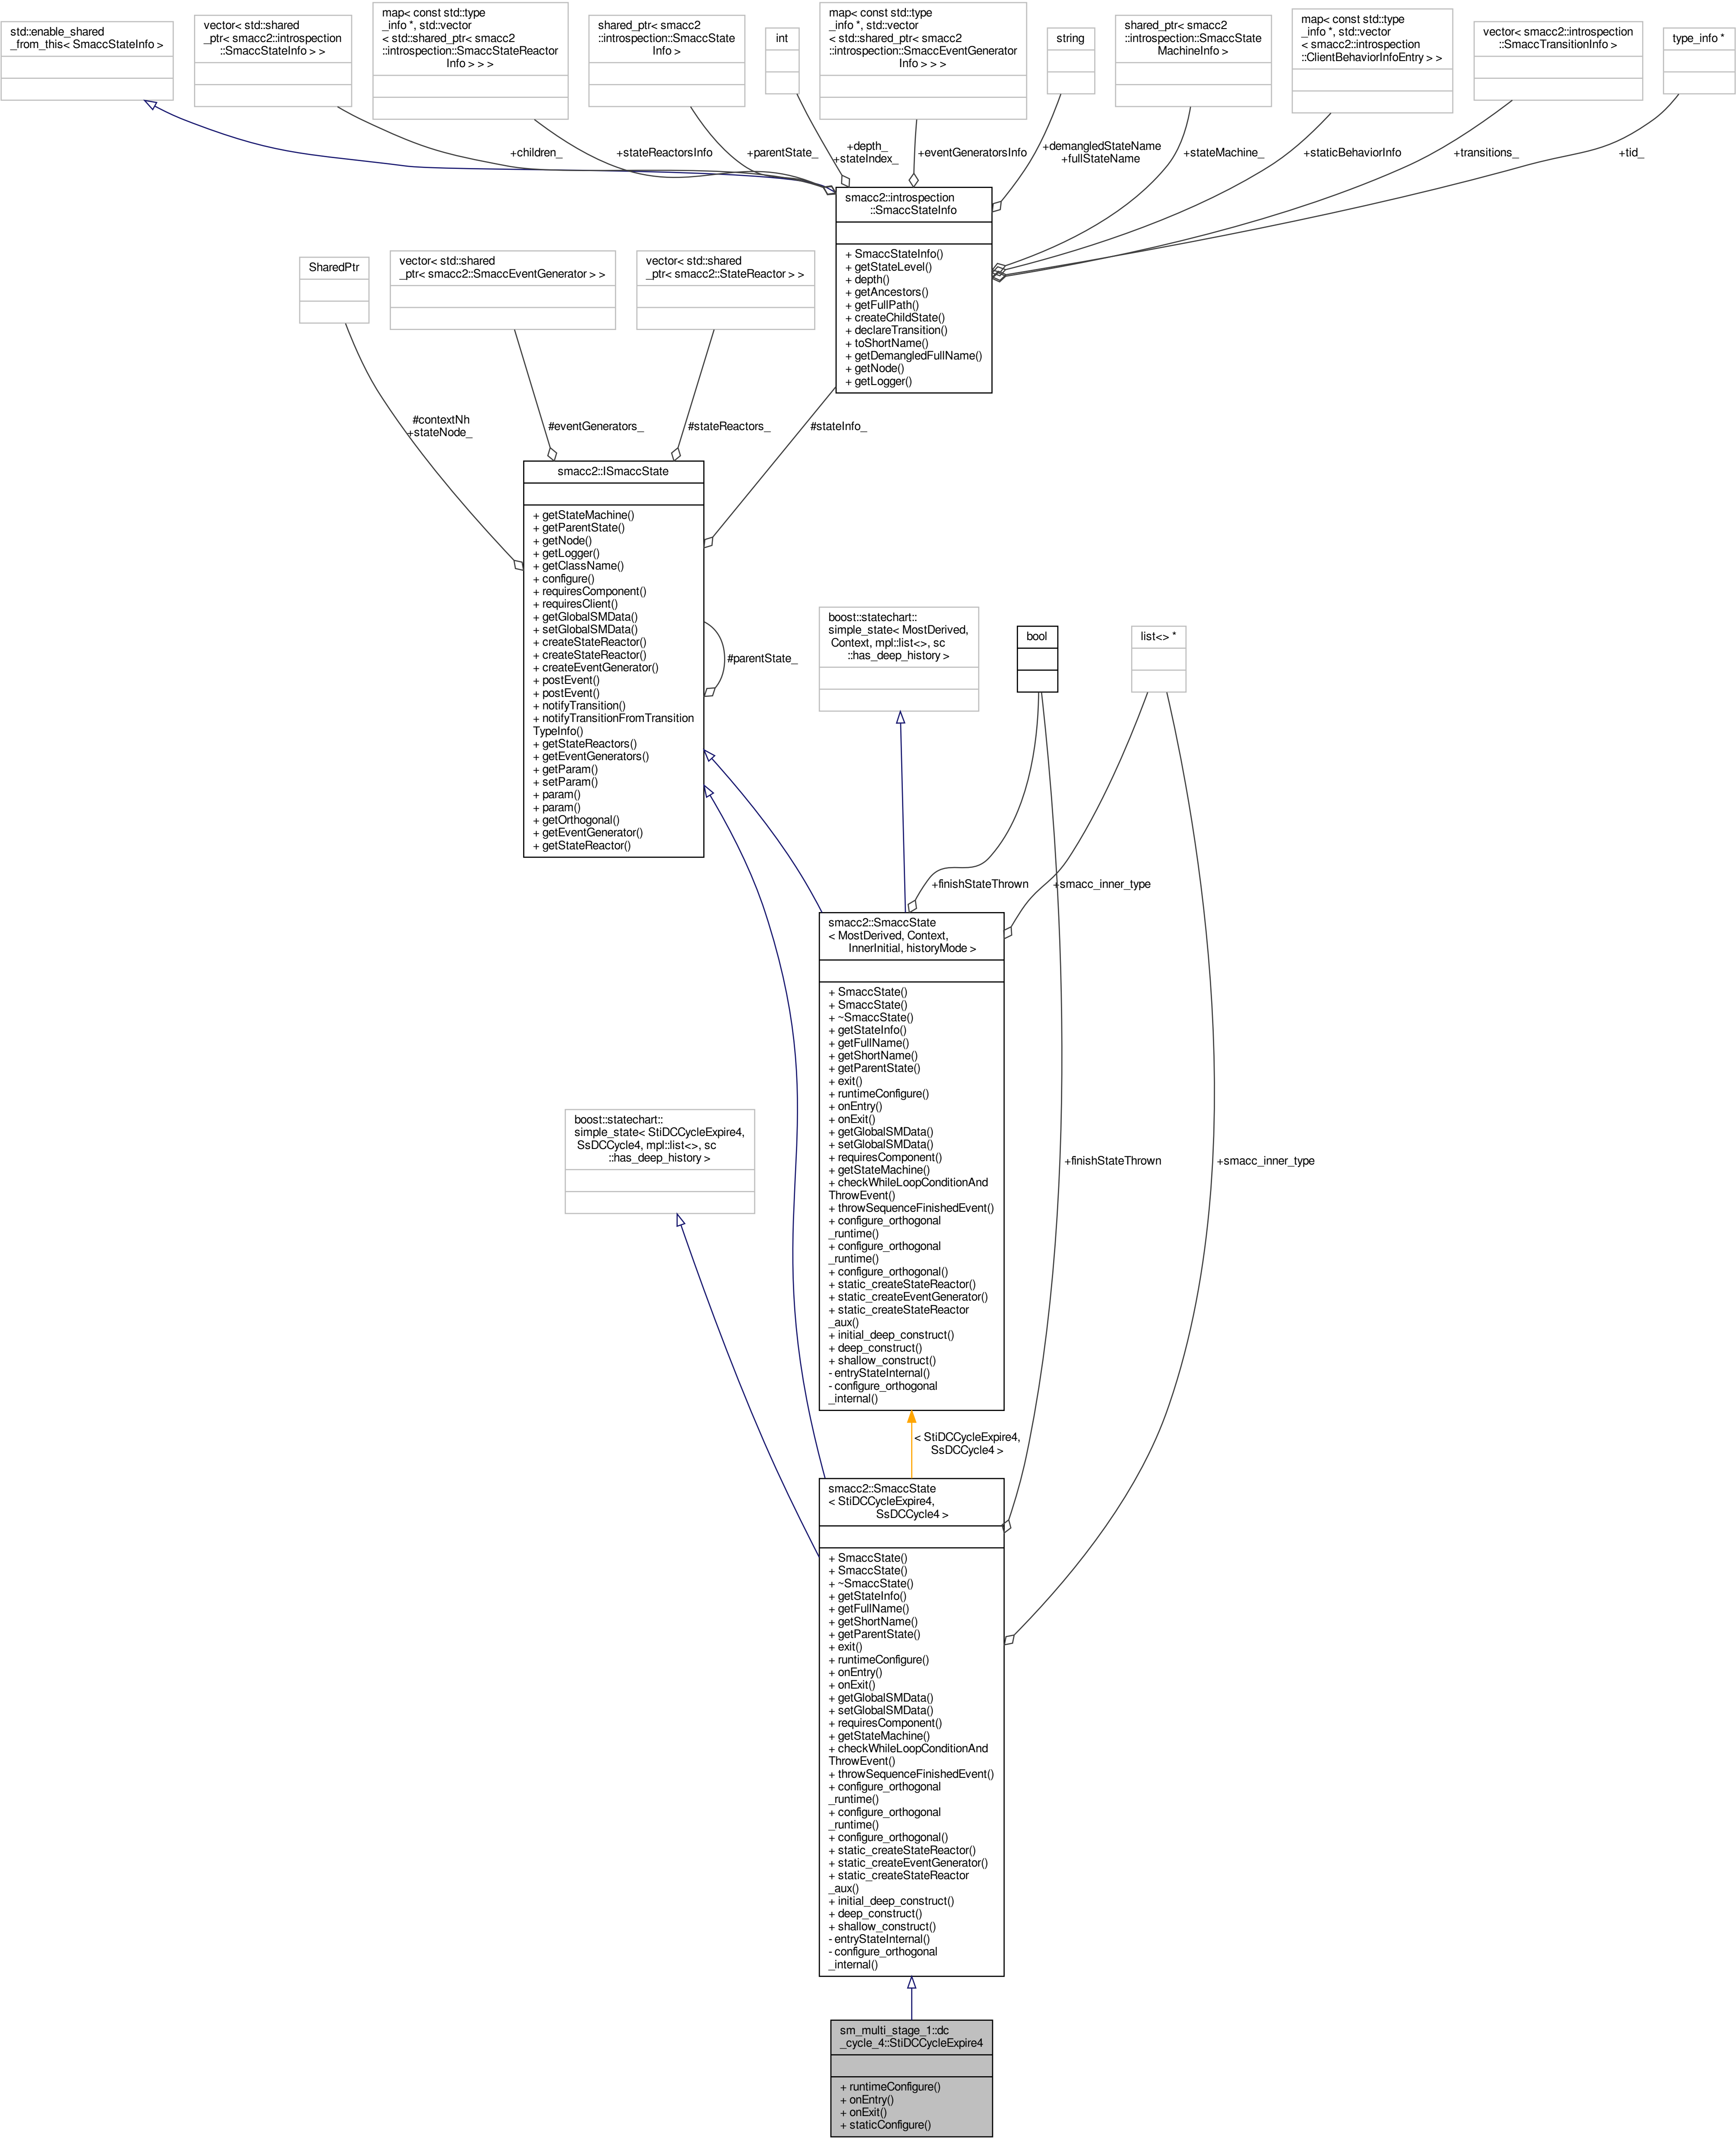 std::enable_shared
_from_this< SmaccStateInfo >
vector< std::shared
_ptr< smacc2::introspection
::SmaccStateInfo > >
map< const std::type
_info *, std::vector
< std::shared_ptr< smacc2
::introspection::SmaccStateReactor
Info > > >
shared_ptr< smacc2
::introspection::SmaccState
Info >
int
map< const std::type
_info *, std::vector
< std::shared_ptr< smacc2
::introspection::SmaccEventGenerator
Info > > >
string
shared_ptr< smacc2
::introspection::SmaccState
MachineInfo >
map< const std::type
_info *, std::vector
< smacc2::introspection
::ClientBehaviorInfoEntry > >
vector< smacc2::introspection
::SmaccTransitionInfo >
type_info *
+children_
+stateReactorsInfo
+parentState_
+depth_
+stateIndex_
+eventGeneratorsInfo
+demangledStateName
+fullStateName
+stateMachine_
+staticBehaviorInfo
+transitions_
+tid_
smacc2::introspection
::SmaccStateInfo
+ SmaccStateInfo()
+ getStateLevel()
+ depth()
+ getAncestors()
+ getFullPath()
+ createChildState()
+ declareTransition()
+ toShortName()
+ getDemangledFullName()
+ getNode()
+ getLogger()
SharedPtr
vector< std::shared
_ptr< smacc2::SmaccEventGenerator > >
vector< std::shared
_ptr< smacc2::StateReactor > >
#contextNh
+stateNode_
#eventGenerators_
#stateReactors_
#stateInfo_
smacc2::ISmaccState
+ getStateMachine()
+ getParentState()
+ getNode()
+ getLogger()
+ getClassName()
+ configure()
+ requiresComponent()
+ requiresClient()
+ getGlobalSMData()
+ setGlobalSMData()
+ createStateReactor()
+ createStateReactor()
+ createEventGenerator()
+ postEvent()
+ postEvent()
+ notifyTransition()
+ notifyTransitionFromTransition
TypeInfo()
+ getStateReactors()
+ getEventGenerators()
+ getParam()
+ setParam()
+ param()
+ param()
+ getOrthogonal()
+ getEventGenerator()
+ getStateReactor()
#parentState_
boost::statechart::
simple_state< MostDerived,
Context, mpl::list<>, sc
::has_deep_history >
bool
list<> *
+finishStateThrown
+smacc_inner_type
smacc2::SmaccState
< MostDerived, Context,
InnerInitial, historyMode >
+ SmaccState()
+ SmaccState()
+ ~SmaccState()
+ getStateInfo()
+ getFullName()
+ getShortName()
+ getParentState()
+ exit()
+ runtimeConfigure()
+ onEntry()
+ onExit()
+ getGlobalSMData()
+ setGlobalSMData()
+ requiresComponent()
+ getStateMachine()
+ checkWhileLoopConditionAnd
ThrowEvent()
+ throwSequenceFinishedEvent()
+ configure_orthogonal
_runtime()
+ configure_orthogonal
_runtime()
+ configure_orthogonal()
+ static_createStateReactor()
+ static_createEventGenerator()
+ static_createStateReactor
_aux()
+ initial_deep_construct()
+ deep_construct()
+ shallow_construct()
- entryStateInternal()
- configure_orthogonal
_internal()
boost::statechart::
simple_state< StiDCCycleExpire4,
SsDCCycle4, mpl::list<>, sc
::has_deep_history >
+finishStateThrown
+smacc_inner_type
< StiDCCycleExpire4,
SsDCCycle4 >
smacc2::SmaccState
< StiDCCycleExpire4,
SsDCCycle4 >
+ SmaccState()
+ SmaccState()
+ ~SmaccState()
+ getStateInfo()
+ getFullName()
+ getShortName()
+ getParentState()
+ exit()
+ runtimeConfigure()
+ onEntry()
+ onExit()
+ getGlobalSMData()
+ setGlobalSMData()
+ requiresComponent()
+ getStateMachine()
+ checkWhileLoopConditionAnd
ThrowEvent()
+ throwSequenceFinishedEvent()
+ configure_orthogonal
_runtime()
+ configure_orthogonal
_runtime()
+ configure_orthogonal()
+ static_createStateReactor()
+ static_createEventGenerator()
+ static_createStateReactor
_aux()
+ initial_deep_construct()
+ deep_construct()
+ shallow_construct()
- entryStateInternal()
- configure_orthogonal
_internal()
sm_multi_stage_1::dc
_cycle_4::StiDCCycleExpire4
+ runtimeConfigure()
+ onEntry()
+ onExit()
+ staticConfigure()